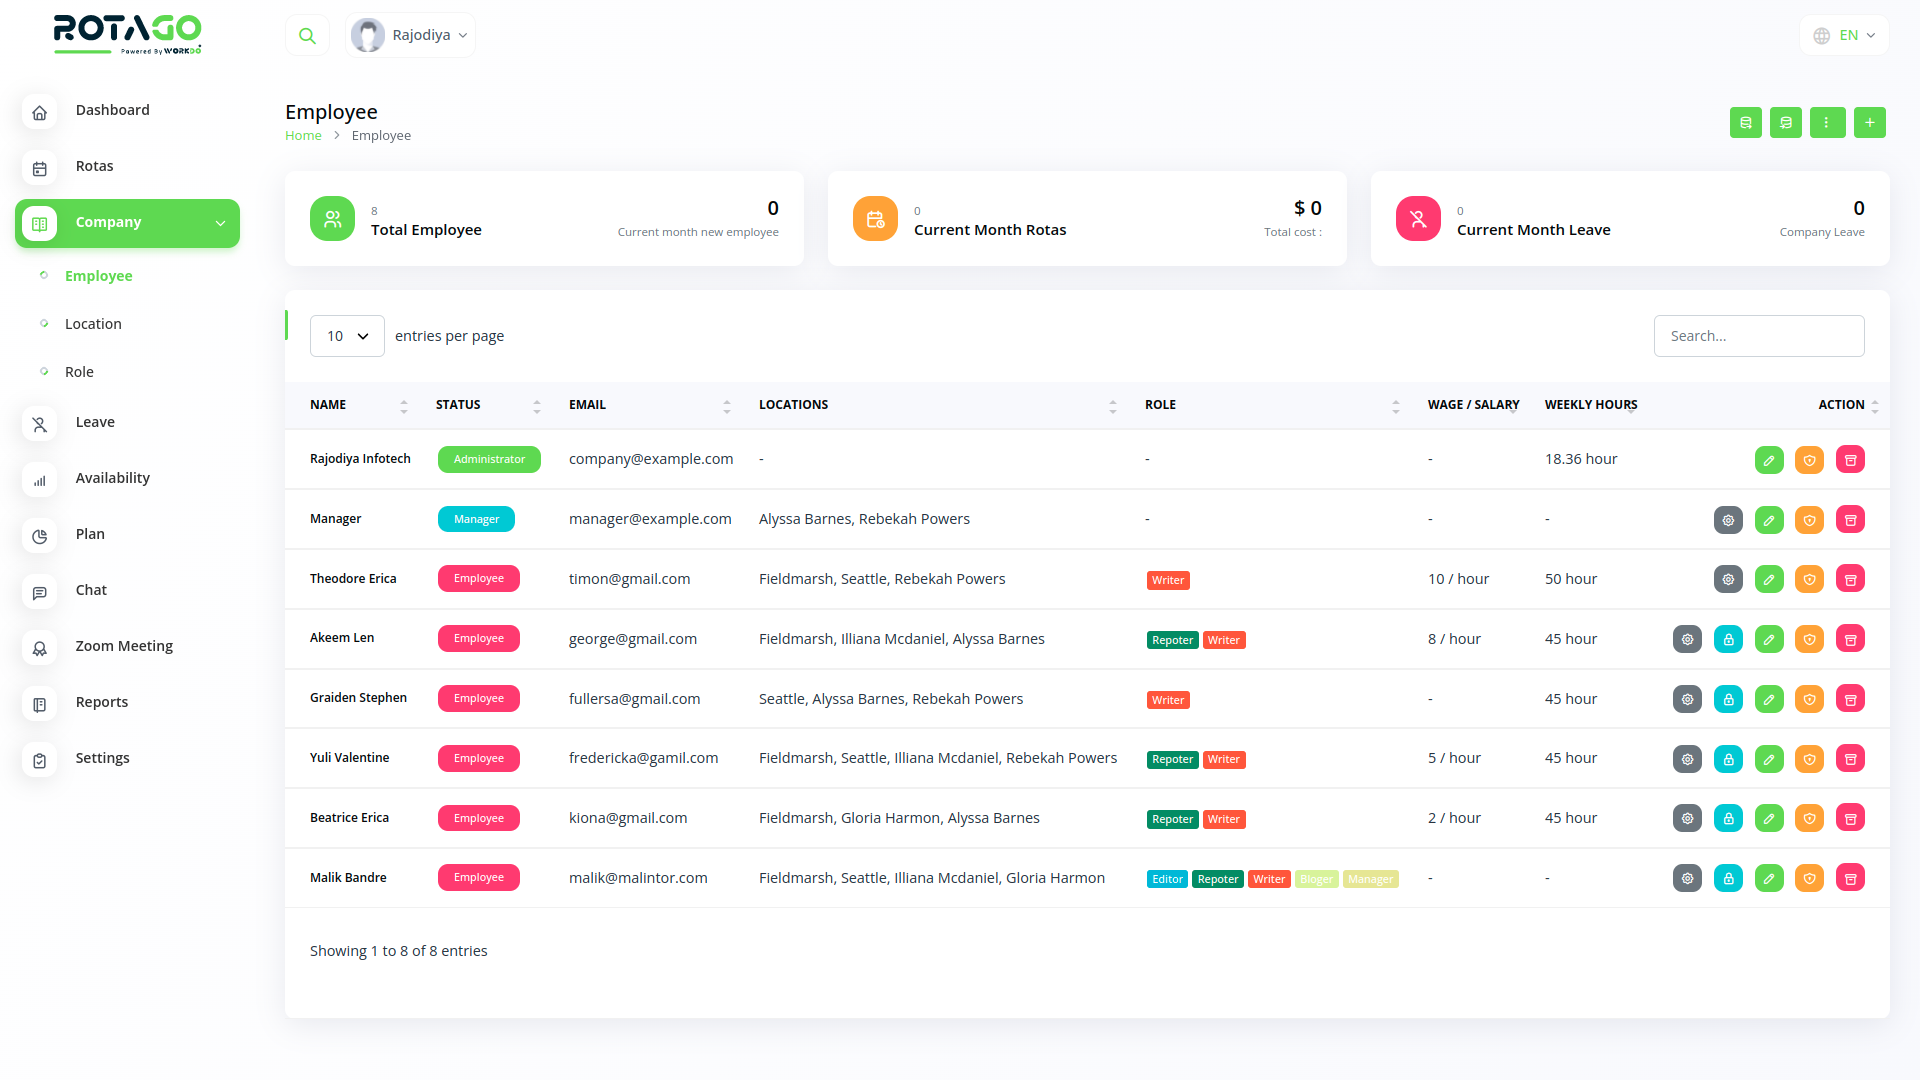 ROTAGO
Powered By WORKDO
Rajodiya
EN
Dashboard
Rotas
Company
Employee
Location
Role
Leave
Availability
Plan
Chat
Zoom Meeting
Reports
Settings
Employee
Home > Employee
8
Total Employee
0
Current month new employee
0
Current Month Rotas
$ 0
Total cost :
0
Current Month Leave
0
Company Leave
10 entries per page
Search...
NAME STATUS EMAIL LOCATIONS ROLE WAGE / SALARY WEEKLY HOURS ACTION
Rajodiya Infotech Administrator company@example.com - - - 18.36 hour
Manager Manager manager@example.com Alyssa Barnes, Rebekah Powers - - -
Theodore Erica Employee timon@gmail.com Fieldmarsh, Seattle, Rebekah Powers Writer 10 / hour 50 hour
Akeem Len Employee george@gmail.com Fieldmarsh, Illiana Mcdaniel, Alyssa Barnes Repoter Writer 8 / hour 45 hour
Graiden Stephen Employee fullersa@gmail.com Seattle, Alyssa Barnes, Rebekah Powers Writer - 45 hour
Yuli Valentine Employee fredericka@gamil.com Fieldmarsh, Seattle, Illiana Mcdaniel, Rebekah Powers Repoter Writer 5 / hour 45 hour
Beatrice Erica Employee kiona@gmail.com Fieldmarsh, Gloria Harmon, Alyssa Barnes Repoter Writer 2 / hour 45 hour
Malik Bandre Employee malik@malintor.com Fieldmarsh, Seattle, Illiana Mcdaniel, Gloria Harmon Editor Repoter Writer Bloger Manager - -
Showing 1 to 8 of 8 entries